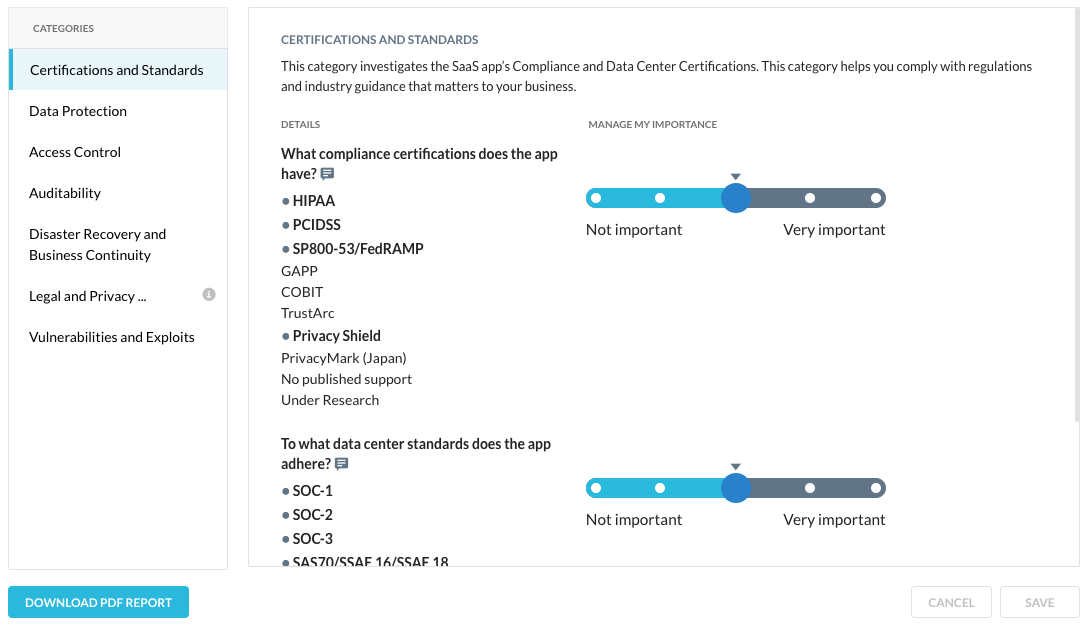 CATEGORIES
Certifications and Standards
Data Protection
Access Control
Auditability
Disaster Recovery and
Business Continuity
Legal and Privacy ...
Vulnerabilities and Exploits
CERTIFICATIONS AND STANDARDS
This category investigates the SaaS app's Compliance and Data Center Certifications. This category helps you comply with regulations
and industry guidance that matters to your business.
DETAILS
MANAGE MY IMPORTANCE
What compliance certifications does the app
have?
HIPAA
PCIDSS
SP800-53/FedRAMP
GAPP
COBIT
TrustArc
Privacy Shield
PrivacyMark (Japan)
No published support
Under Research
Not important
Very important
To what data center standards does the app
adhere?
SOC-1
SOC-2
SOC-3
SAS70/SSAE 16/SSAE 18
Not important
Very important
DOWNLOAD PDF REPORT
CANCEL
SAVE